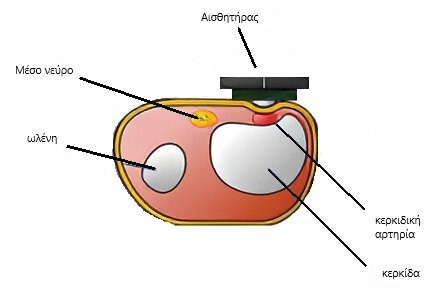 Αισθητήρας
Μέσο νεύρο
ωλένη
κερκιδική
αρτηρία
κερκίδα